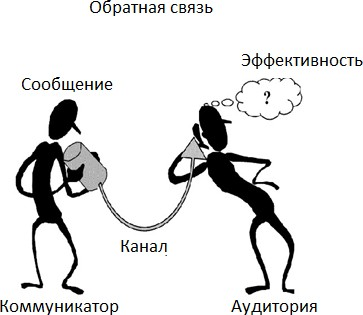 Обратная связь
Эффективность
Сообщение
?
Канал
Коммуникатор
Аудитория